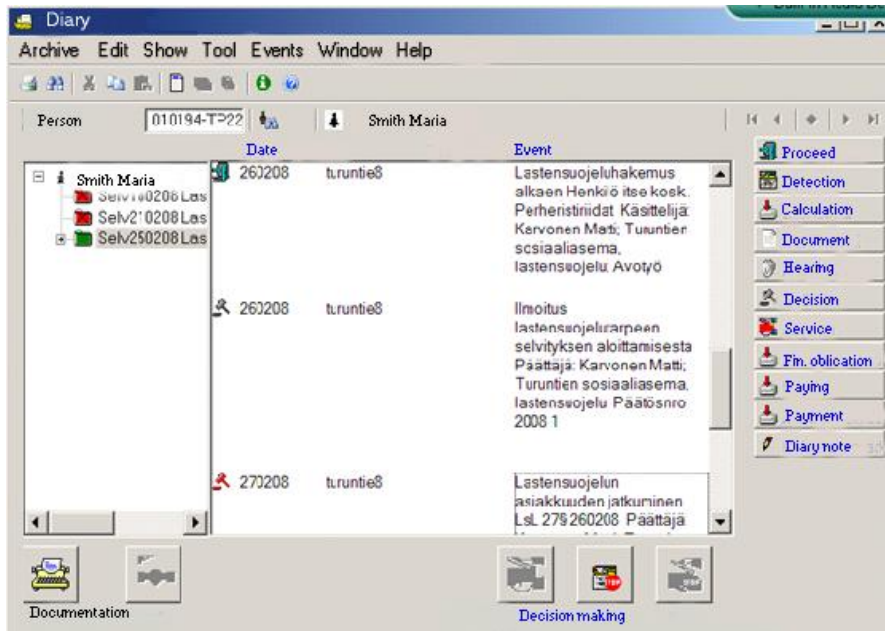 Diary
Archive Edit Show Tool Events Window Help
Person 010194-TP22 Smith Maria
Date Event
Smith Maria
Las
Selv210208Las
Selv250208Las
260208 turuntie8
Lastensuojeluhakemus
alkaen Henkilö itse kosk.
Perheristiriidat Käsittelijä:
Karvonen Matti; Turuntien
sosiaaliasema,
lastensuojelu: Avotyö
260208 turuntie8
Ilmoitus
lastensuojelutarpeen
selvityksen aloittamisesta
Päättäjä: Karvonen Matti;
Turuntien sosiaaliasema,
lastensuojelu Päätösnro
2008 1
270208 turuntie8
Lastensuojelun
asiakkuuden jatkuminen
LsL 27§ 260208 Päättäjä
Proceed
Detection
Calculation
Document
Hearing
Decision
Service
Fin. oblication
Paying
Payment
Diary note
Documentation
Decision making